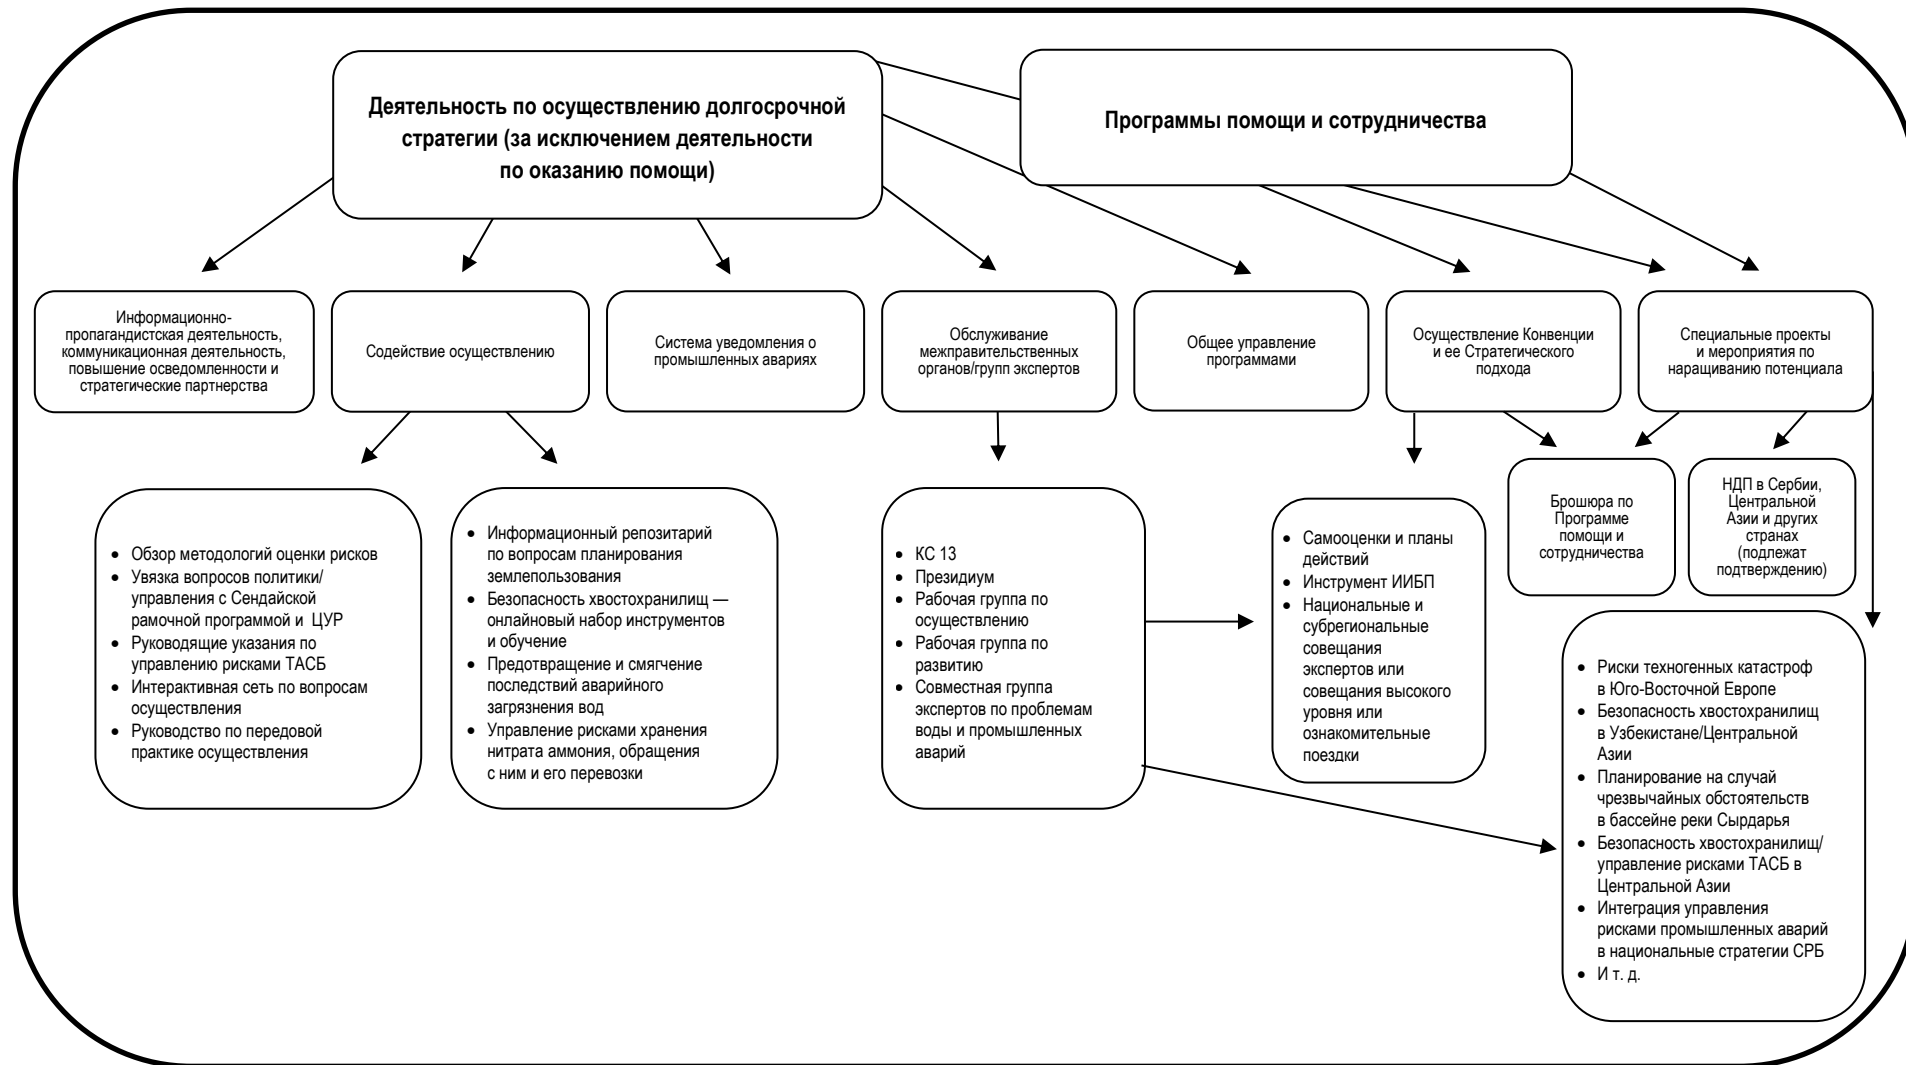 Деятельность по осуществлению долгосрочной
стратегии (за исключением деятельности
по оказанию помощи)
Программы помощи и сотрудничества
Информационно-
пропагандистская деятельность,
коммуникационная деятельность,
повышение осведомленности и
стратегические партнерства
Содействие осуществлению
Система уведомления о
промышленных авариях
Обслуживание
межправительственных
органов/групп экспертов
Общее управление
программами
Осуществление Конвенции
и ее Стратегического
подхода
Специальные проекты
и мероприятия по
наращиванию потенциала
• Обзор методологий оценки рисков
• Увязка вопросов политики/
управления с Сендайской
рамочной программой и ЦУР
• Руководящие указания по
управлению рисками ТАСБ
• Интерактивная сеть по вопросам
осуществления
• Руководство по передовой
практике осуществления
• Информационный репозитарий
по вопросам планирования
землепользования
• Безопасность хвостохранилищ —
онлайновый набор инструментов
и обучение
• Предотвращение и смягчение
последствий аварийного
загрязнения вод
• Управление рисками хранения
нитрата аммония, обращения
с ним и его перевозки
• КС 13
• Президиум
• Рабочая группа по
осуществлению
• Рабочая группа по
развитию
• Совместная группа
экспертов по проблемам
воды и промышленных
аварий
• Самооценки и планы
действий
• Инструмент ИИБП
• Национальные и
субрегиональные
совещания
экспертов или
совещания высокого
уровня или
ознакомительные
поездки
Брошюра по
Программе
помощи и
сотрудничества
НДП в Сербии,
Центральной
Азии и других
странах
(подлежат
подтверждению)
• Риски техногенных катастроф
в Юго-Восточной Европе
• Безопасность хвостохранилищ
в Узбекистане/Центральной
Азии
• Планирование на случай
чрезвычайных обстоятельств
в бассейне реки Сырдарья
• Безопасность хвостохранилищ/
управление рисками ТАСБ в
Центральной Азии
• Интеграция управления
рисками промышленных аварий
в национальные стратегии СРБ
• И т. д.